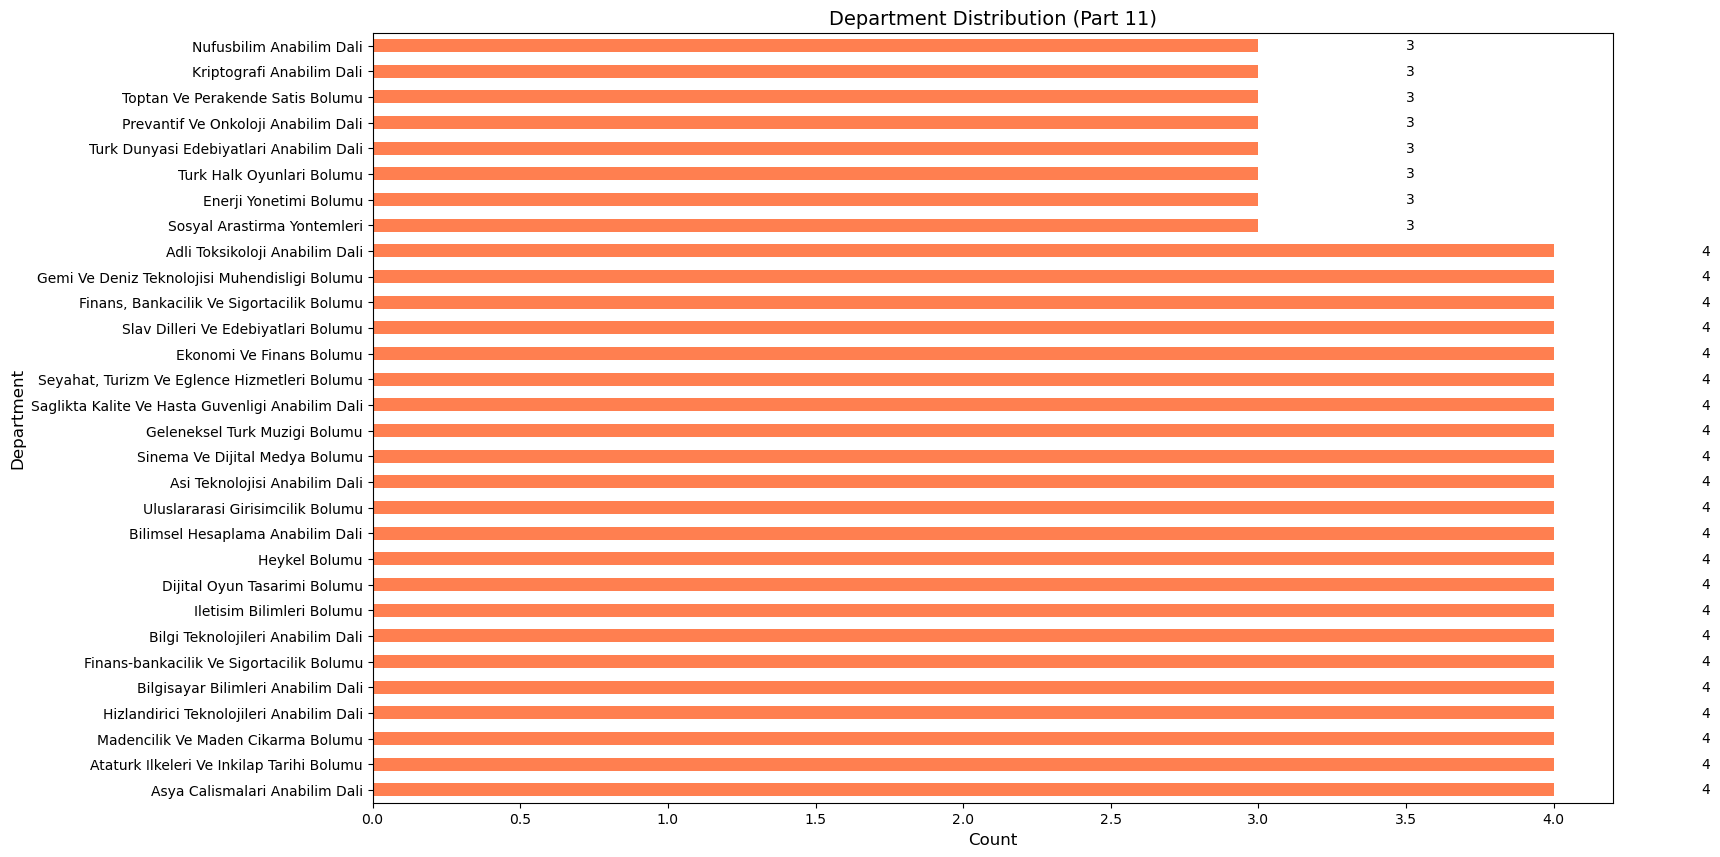 Department Distribution (Part 11)
Department
Nufusbilim Anabilim Dali 3
Kriptografi Anabilim Dali 3
Toptan Ve Perakende Satis Bolumu 3
Prevantif Ve Onkoloji Anabilim Dali 3
Turk Dunyasi Edebiyatlari Anabilim Dali 3
Turk Halk Oyunlari Bolumu 3
Enerji Yonetimi Bolumu 3
Sosyal Arastirma Yontemleri 3
Adli Toksikoloji Anabilim Dali 4
Gemi Ve Deniz Teknolojisi Muhendisligi Bolumu 4
Finans, Bankacilik Ve Sigortacilik Bolumu 4
Slav Dilleri Ve Edebiyatlari Bolumu 4
Ekonomi Ve Finans Bolumu 4
Seyahat, Turizm Ve Eglence Hizmetleri Bolumu 4
Saglikta Kalite Ve Hasta Guvenligi Anabilim Dali 4
Geleneksel Turk Muzigi Bolumu 4
Sinema Ve Dijital Medya Bolumu 4
Asi Teknolojisi Anabilim Dali 4
Uluslararasi Girisimcilik Bolumu 4
Bilimsel Hesaplama Anabilim Dali 4
Heykel Bolumu 4
Dijital Oyun Tasarimi Bolumu 4
Iletisim Bilimleri Bolumu 4
Bilgi Teknolojileri Anabilim Dali 4
Finans-bankacilik Ve Sigortacilik Bolumu 4
Bilgisayar Bilimleri Anabilim Dali 4
Hizlandirici Teknolojileri Anabilim Dali 4
Madencilik Ve Maden Cikarma Bolumu 4
Ataturk Ilkeleri Ve Inkilap Tarihi Bolumu 4
Asya Calismalari Anabilim Dali 4
0.0 0.5 1.0 1.5 2.0 2.5 3.0 3.5 4.0
Count